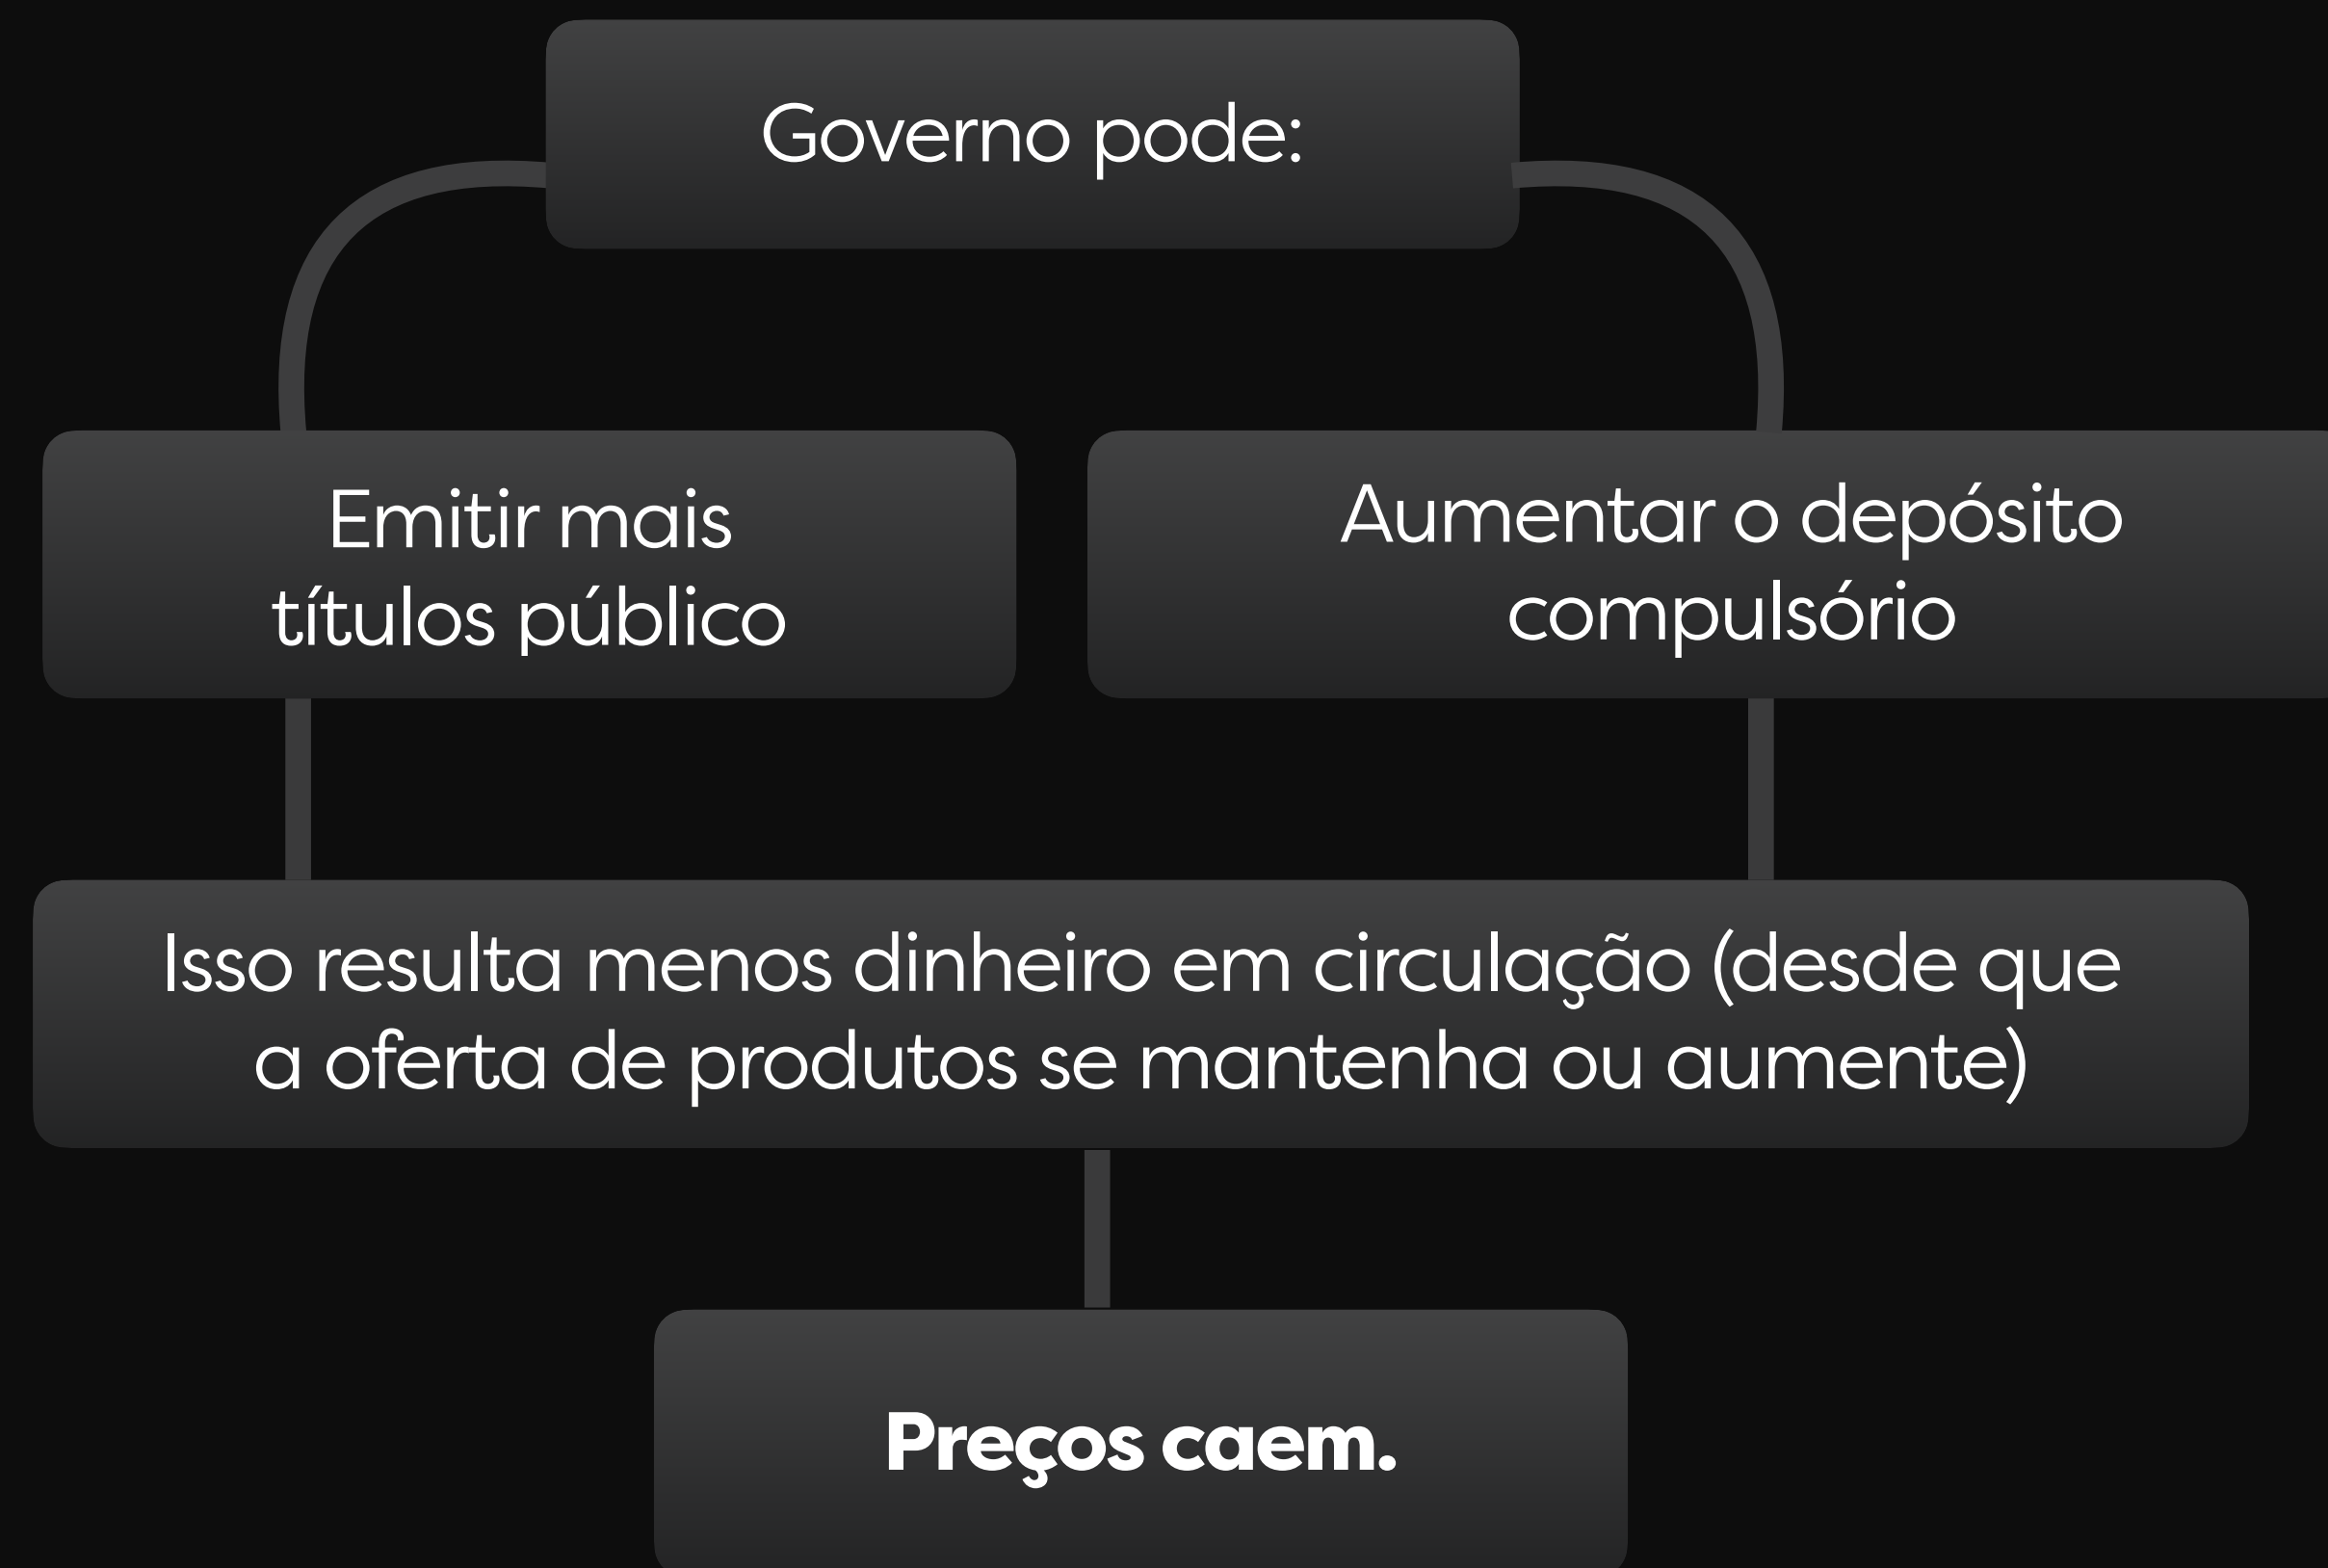 Governo pode:
Emitir mais
títulos público
Aumentar o depósito
compulsório
Isso resulta menos dinheiro em circulação (desde que
a oferta de produtos se mantenha ou aumente)
Preços caem.